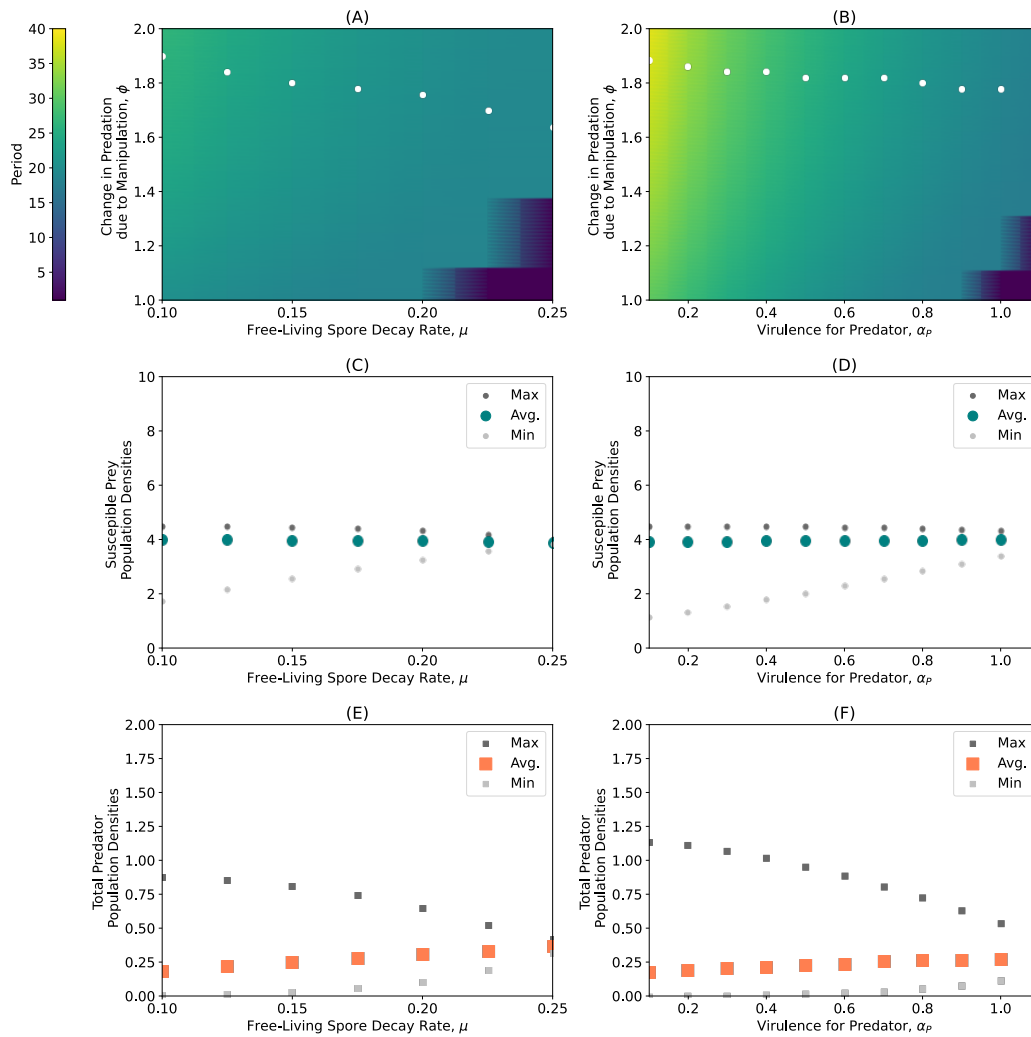 (A)
(B)
40
35
30
25
20
15
10
5
Period
2.0
1.8
1.6
1.4
1.2
1.0
Change in Predation
due to Manipulation, ϕ
0.10
0.15
0.20
0.25
Free-Living Spore Decay Rate, μ
2.0
1.8
1.6
1.4
1.2
1.0
Change in Predation
due to Manipulation, ϕ
0.2
0.4
0.6
0.8
1.0
Virulence for Predator, α_P
(C)
10
8
6
4
2
0
Suscepible Prey
Population Densities
Max
Avg.
Min
0.10
0.15
0.20
0.25
Free-Living Spore Decay Rate, μ
(D)
10
8
6
4
2
0
Suscepible Prey
Population Densities
Max
Avg.
Min
0.2
0.4
0.6
0.8
1.0
Virulence for Predator, α_P
(E)
2.00
1.75
1.50
1.25
1.00
0.75
0.50
0.25
0.00
Total Predator
Population Densities
Max
Avg.
Min
0.10
0.15
0.20
0.25
Free-Living Spore Decay Rate, μ
(F)
2.00
1.75
1.50
1.25
1.00
0.75
0.50
0.25
0.00
Total Predator
Population Densities
Max
Avg.
Min
0.2
0.4
0.6
0.8
1.0
Virulence for Predator, α_P